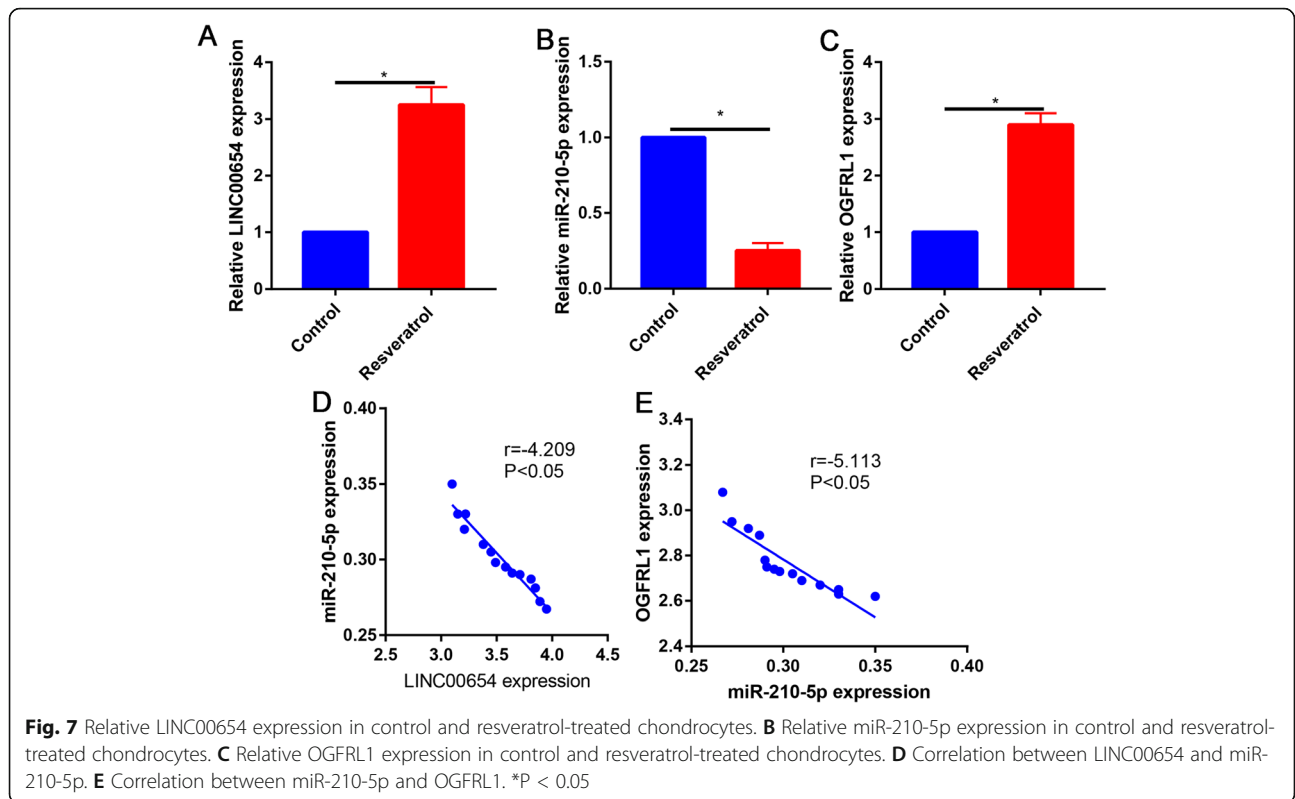 A
Relative LINC00654 expression
4
3
2
1
0
*
Control
Resveratrol
B
Relative miR-210-5p expression
1.5
1.0
0.5
0.0
*
Control
Resveratrol
C
Relative OGFRL1 expression
4
3
2
1
0
*
Control
Resveratrol
D
miR-210-5p expression
0.40
0.35
0.30
0.25
r=-4.209
P<0.05
2.5 3.0 3.5 4.0 4.5
LINC00654 expression
E
OGFRL1 expression
3.4
3.2
3.0
2.8
2.6
2.4
r=-5.113
P<0.05
0.25 0.30 0.35 0.40
miR-210-5p expression
Fig. 7 Relative LINC00654 expression in control and resveratrol-treated chondrocytes. B Relative miR-210-5p expression in control and resveratrol-
treated chondrocytes. C Relative OGFRL1 expression in control and resveratrol-treated chondrocytes. D Correlation between LINC00654 and miR-
210-5p. E Correlation between miR-210-5p and OGFRL1. *P < 0.05